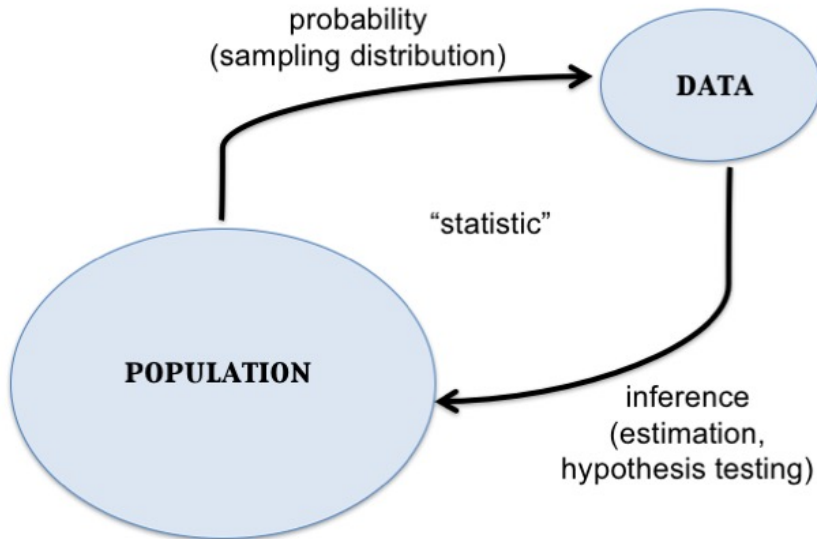 probability
(sampling distribution)
DATA
“statistic”
POPULATION
inference
(estimation,
hypothesis testing)